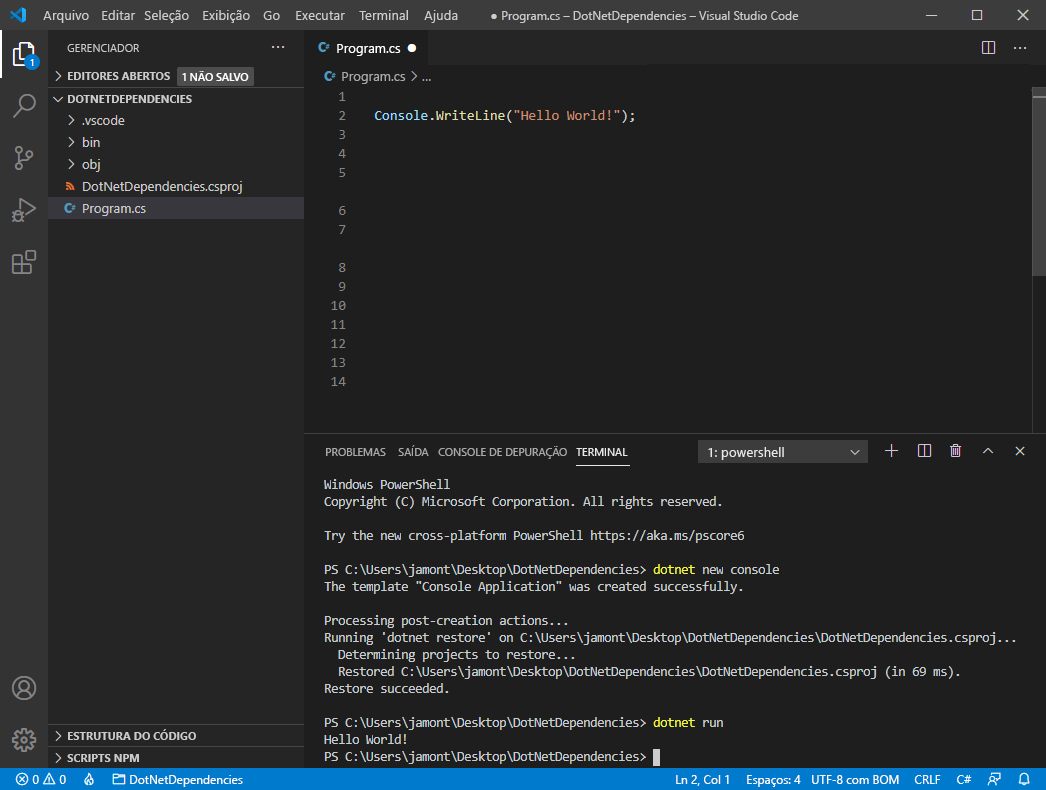 Arquivo Editar Seleção Exibição Go Executar Terminal Ajuda ● Program.cs – DotNetDependencies – Visual Studio Code
1
GERENCIADOR
EDITORES ABERTOS 1 NÃO SALVO
DOTNETDEPENDENCIES
.vscode
bin
obj
DotNetDependencies.csproj
C# Program.cs
ESTRUTURA DO CÓDIGO
SCRIPTS NPM
C# Program.cs ●
C# Program.cs > ...
1
2 Console.WriteLine("Hello World!");
3
4
5
6
7
8
9
10
11
12
13
14
PROBLEMAS SAÍDA CONSOLE DE DEPURAÇÃO TERMINAL 1: powershell
Windows PowerShell
Copyright (C) Microsoft Corporation. All rights reserved.
Try the new cross-platform PowerShell https://aka.ms/pscore6
PS C:\Users\jamont\Desktop\DotNetDependencies> dotnet new console
The template "Console Application" was created successfully.
Processing post-creation actions...
Running 'dotnet restore' on C:\Users\jamont\Desktop\DotNetDependencies\DotNetDependencies.csproj...
Determining projects to restore...
Restored C:\Users\jamont\Desktop\DotNetDependencies\DotNetDependencies.csproj (in 69 ms).
Restore succeeded.
PS C:\Users\jamont\Desktop\DotNetDependencies> dotnet run
Hello World!
PS C:\Users\jamont\Desktop\DotNetDependencies>
0 0 DotNetDependencies Ln 2, Col 1 Espaços: 4 UTF-8 com BOM CRLF C#